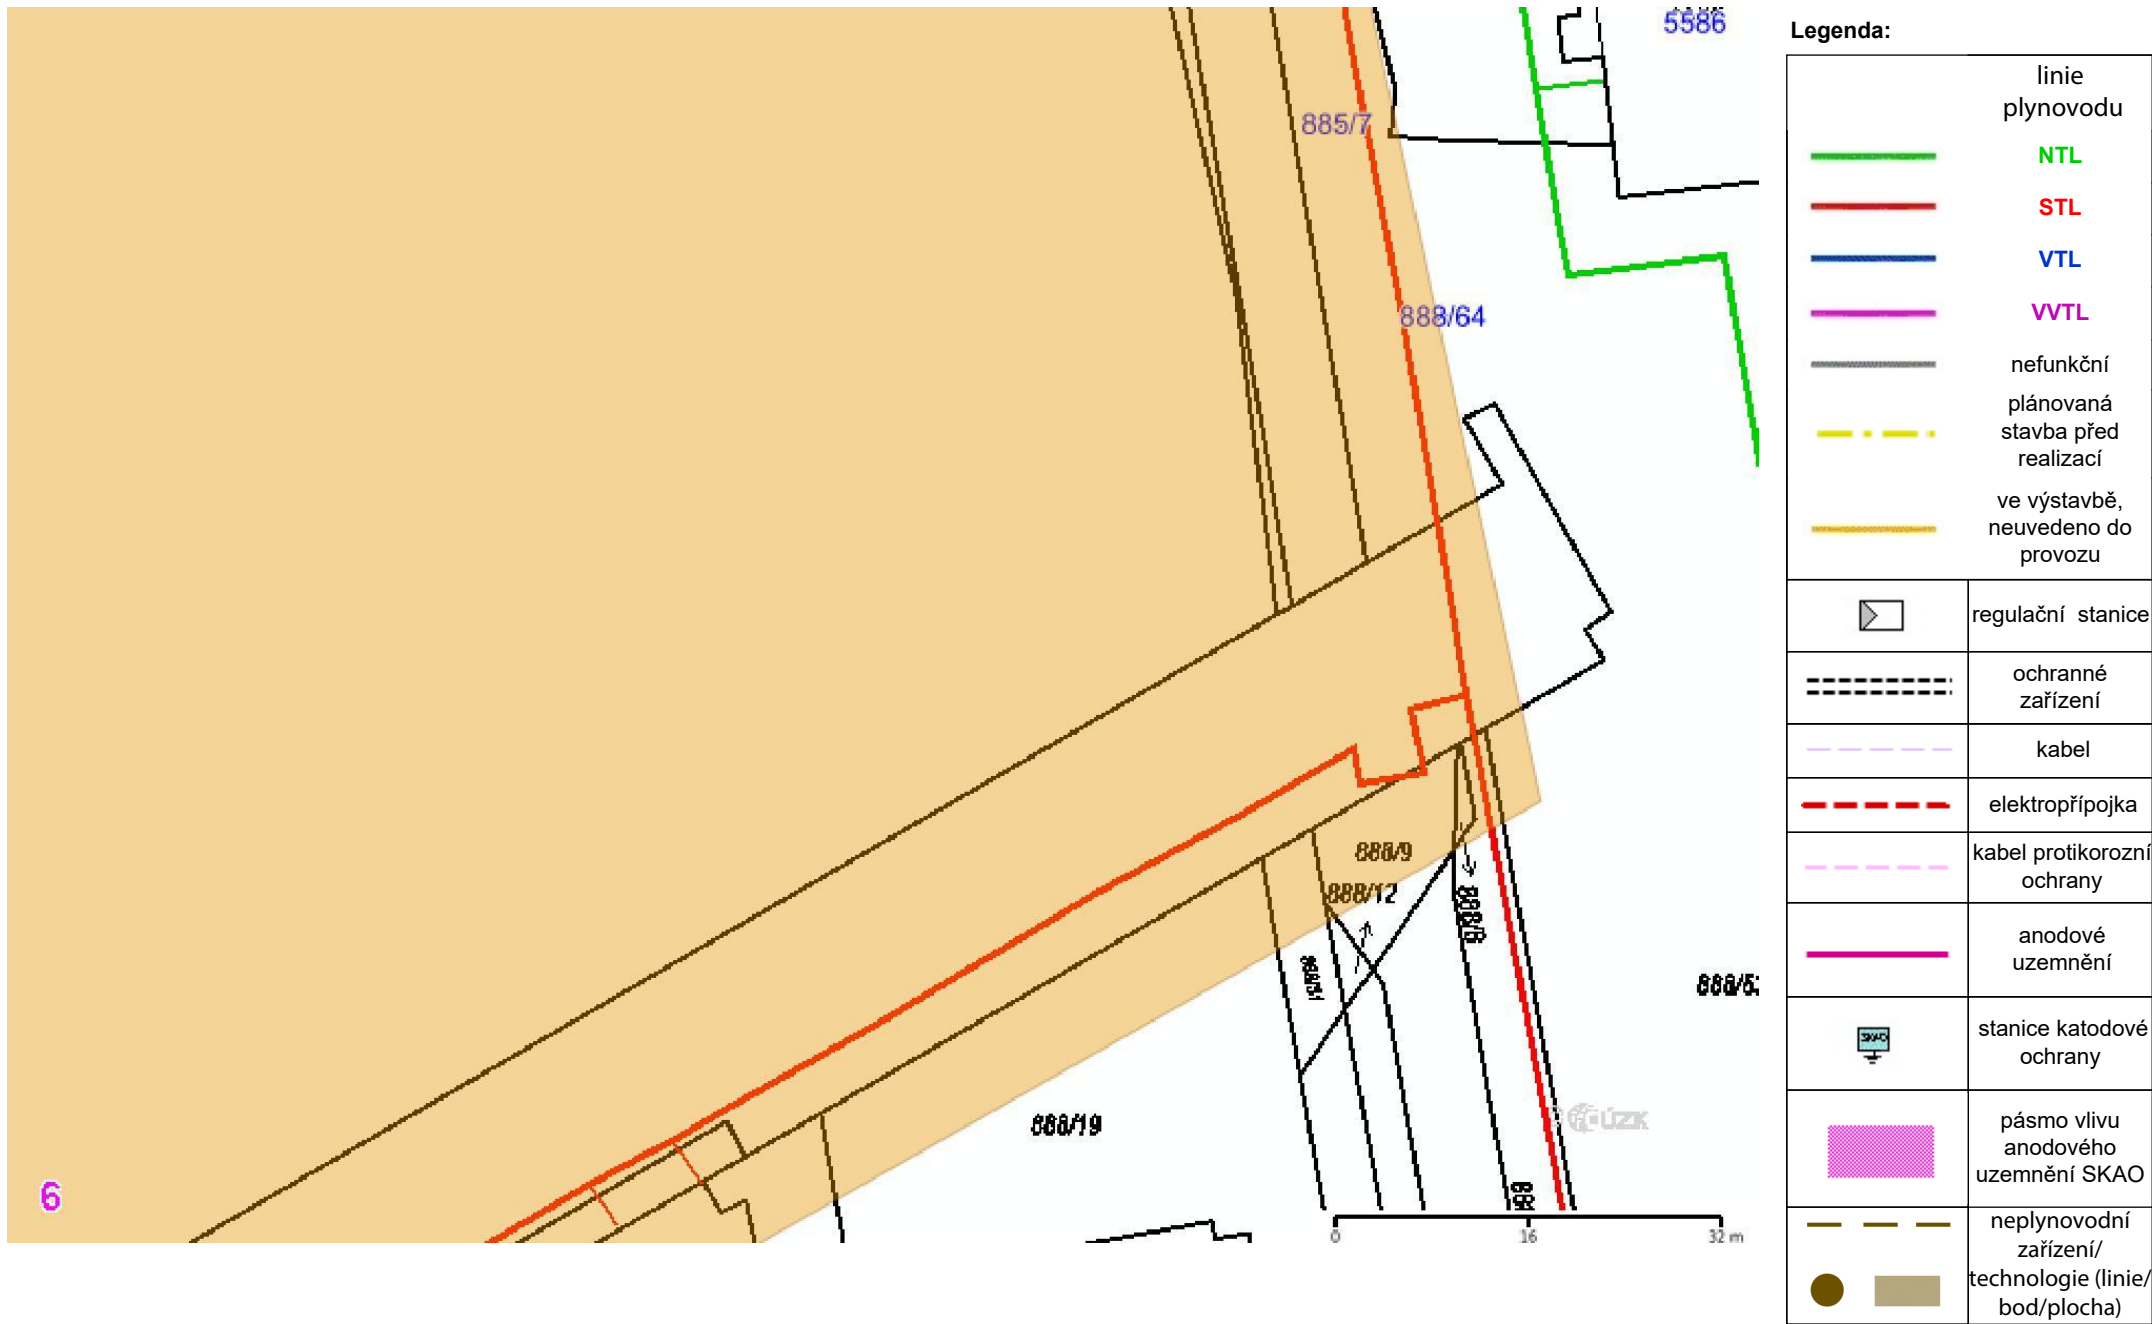 5586
885/7
888/64
888/9
888/12
888/19
6
0 16 32 m
Legenda:
linie
plynovodu
NTL
STL
VTL
VVTL
nefunkční
plánovaná
stavba před
realizací
ve výstavbě,
neuvedeno do
provozu
regulační stanice
ochranné
zařízení
kabel
elektropřípojka
kabel protikorozní
ochrany
anodové
uzemnění
SKAO
stanice katodové
ochrany
pásmo vlivu
anodového
uzemnění SKAO
neplynovodní
zařízení/
technologie (linie/
bod/plocha)